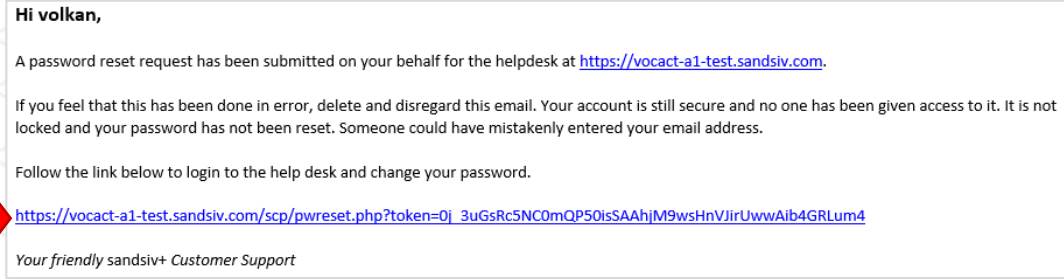 Hi volkan,
A password reset request has been submitted on your behalf for the helpdesk at https://vocact-a1-test.sandsiv.com.
If you feel that this has been done in error, delete and disregard this email. Your account is still secure and no one has been given access to it. It is not
locked and your password has not been reset. Someone could have mistakenly entered your email address.
Follow the link below to login to the help desk and change your password.
https://vocact-a1-test.sandsiv.com/scp/pwreset.php?token=0j_3uGsRc5NC0mQP50isSAAhjM9wsHnVJirUwwAib4GRLum4
Your friendly sandsiv+ Customer Support